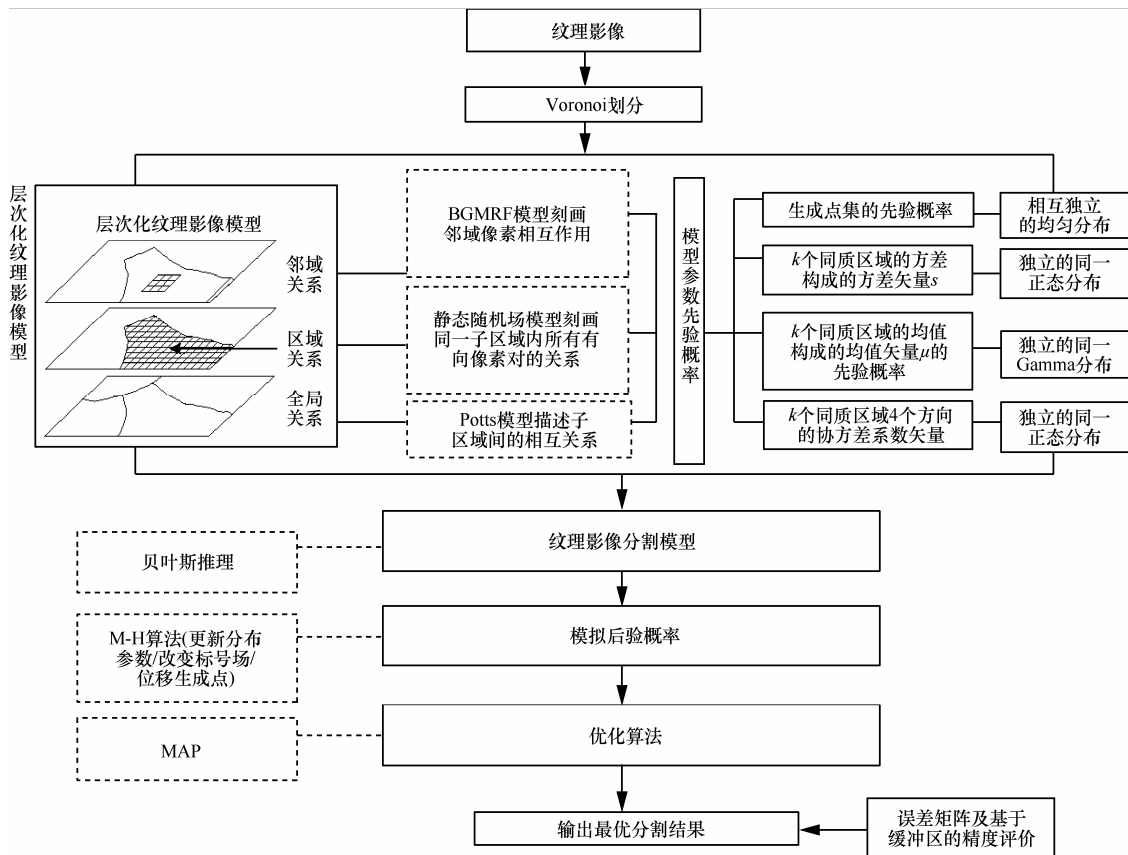 纹理影像
Voronoi划分
层次化纹理影像模型
层次化纹理影像模型
邻域
关系
区域
关系
全局
关系
BGMRF模型刻画
邻域像素相互作用
静态随机场模型刻画
同一子区域内所有有
向像素对的关系
Potts模型描述子
区域间的相互关系
模型参数先验概率
生成点集的先验概率
相互独立
的均匀分布
k个同质区域的方差
构成的方差矢量s
独立的同一
正态分布
k个同质区域的均值
构成的均值矢量μ的
先验概率
独立的同一
Gamma分布
k个同质区域4个方向
的协方差系数矢量
独立的同一
正态分布
纹理影像分割模型
贝叶斯推理
模拟后验概率
M-H算法(更新分布
参数/改变标号场/
位移生成点)
优化算法
MAP
输出最优分割结果
误差矩阵及基于
缓冲区的精度评价